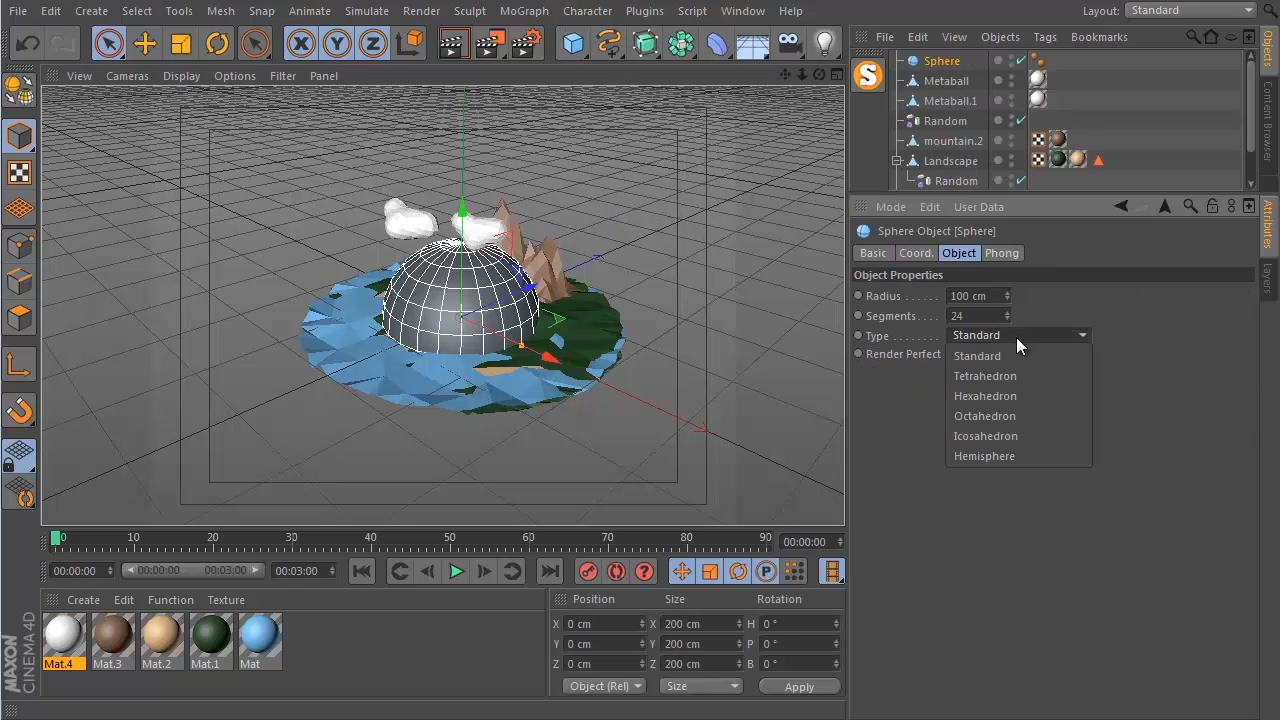 File Edit Create Select Tools Mesh Snap Animate Simulate Render Sculpt MoGraph Character Plugins Script Window Help Layout: Standard
File Edit View Objects Tags Bookmarks
View Cameras Display Options Filter Panel
Sphere
Metaball
Metaball.1
Random
mountain.2
Landscape
Random
Objects
Content Browser
Attributes
Layers
Mode Edit User Data
Sphere Object [Sphere]
Basic Coord. Object Phong
Object Properties
Radius . . . . . . 100 cm
Segments . . . . 24
Type . . . . . . . . Standard
Render Perfect
Standard
Tetrahedron
Hexahedron
Octahedron
Icosahedron
Hemisphere
X Y Z
0 10 20 30 40 50 60 70 80 90 00:00:00
00:00:00 00:00:00 00:03:00 00:03:00
Create Edit Function Texture
Mat.4 Mat.3 Mat.2 Mat.1 Mat
Position Size Rotation
X 0 cm X 200 cm H 0 °
Y 0 cm Y 200 cm P 0 °
Z 0 cm Z 200 cm B 0 °
Object (Rel) Size Apply
MAXON
CINEMA 4D